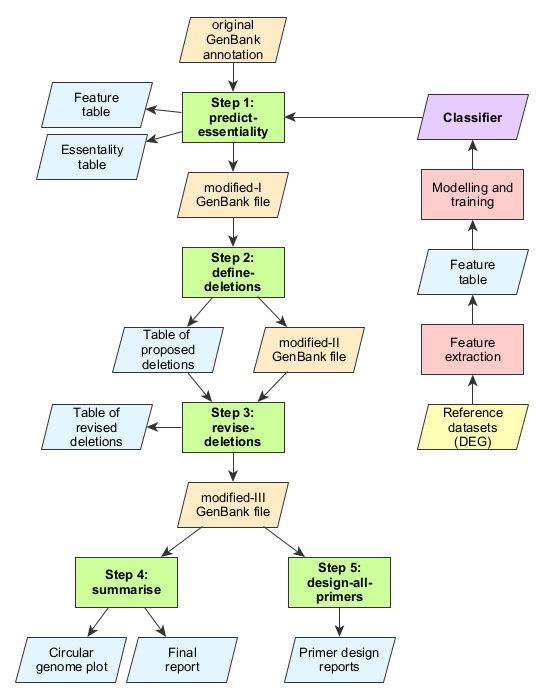 original
GenBank
annotation
Feature
table
Step 1:
predict-
essentiality
Classifier
Essentality
table
modified-I
GenBank file
Modelling and
training
Step 2:
define-
deletions
Feature
table
Table of
proposed
deletions
modified-II
GenBank file
Feature
extraction
Table of
revised
deletions
Step 3:
revise-
deletions
Reference
datasets
(DEG)
modified-III
GenBank file
Step 4:
summarise
Step 5:
design-all-
primers
Circular
genome plot
Final
report
Primer design
reports